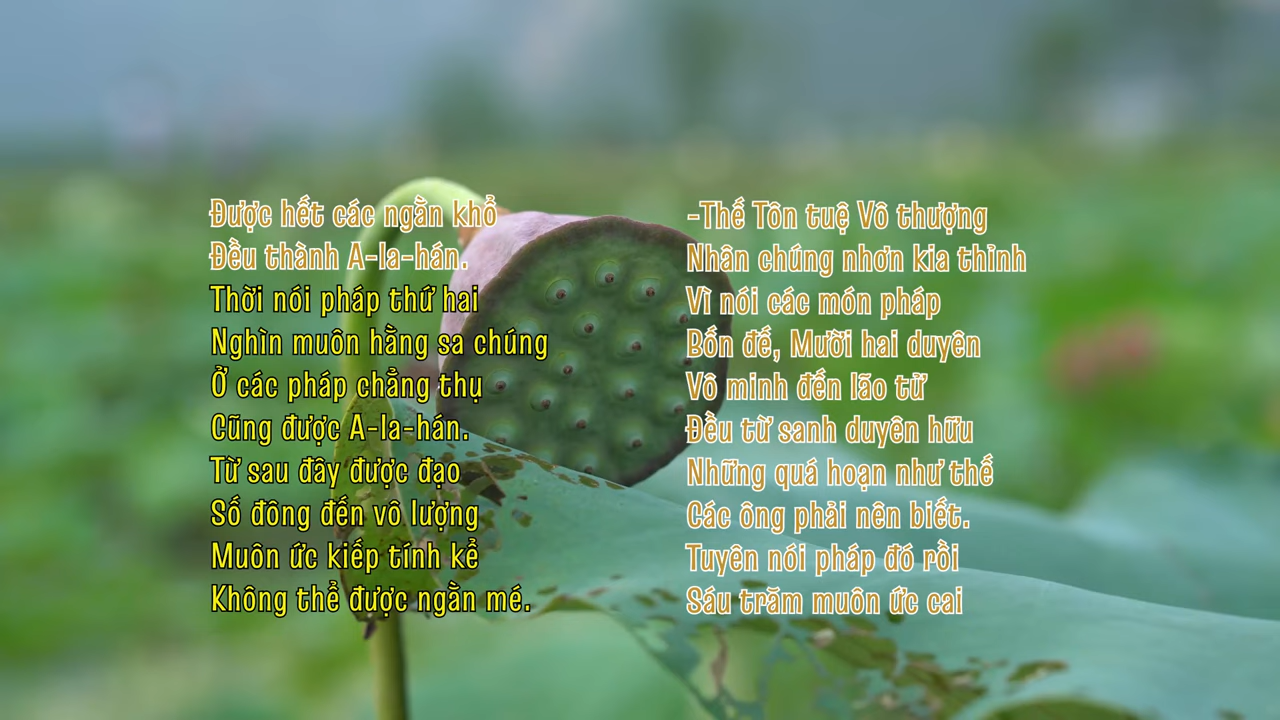 Được hết các ngằn khổ
Đều thành A-la-hán.
Thời nói pháp thứ hai
Nghìn muôn hằng sa chúng
Ở các pháp chẳng thụ
Cũng được A-la-hán.
Từ sau đây được đạo
Số đông đến vô lượng
Muôn ức kiếp tính kể
Không thể được ngằn mé.
-Thế Tôn tuệ Vô thượng
Nhân chúng nhơn kia thỉnh
Vì nói các món pháp
Bốn đế, Mười hai duyên
Vô minh đến lão tử
Đều từ sanh duyên hữu
Những quá hoạn như thế
Các ông phải nên biết.
Tuyên nói pháp đó rồi
Sáu trăm muôn ức cai